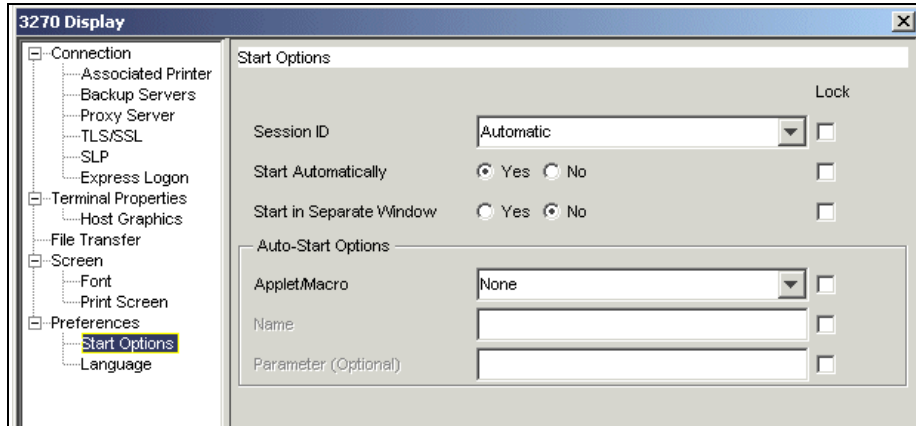 3270 Display
Connection
Associated Printer
Backup Servers
Proxy Server
TLS/SSL
SLP
Express Logon
Terminal Properties
Host Graphics
File Transfer
Screen
Font
Print Screen
Preferences
Start Options
Language
Start Options
Lock
Session ID Automatic
Start Automatically Yes No
Start in Separate Window Yes No
Auto-Start Options
Applet/Macro None
Name
Parameter (Optional)